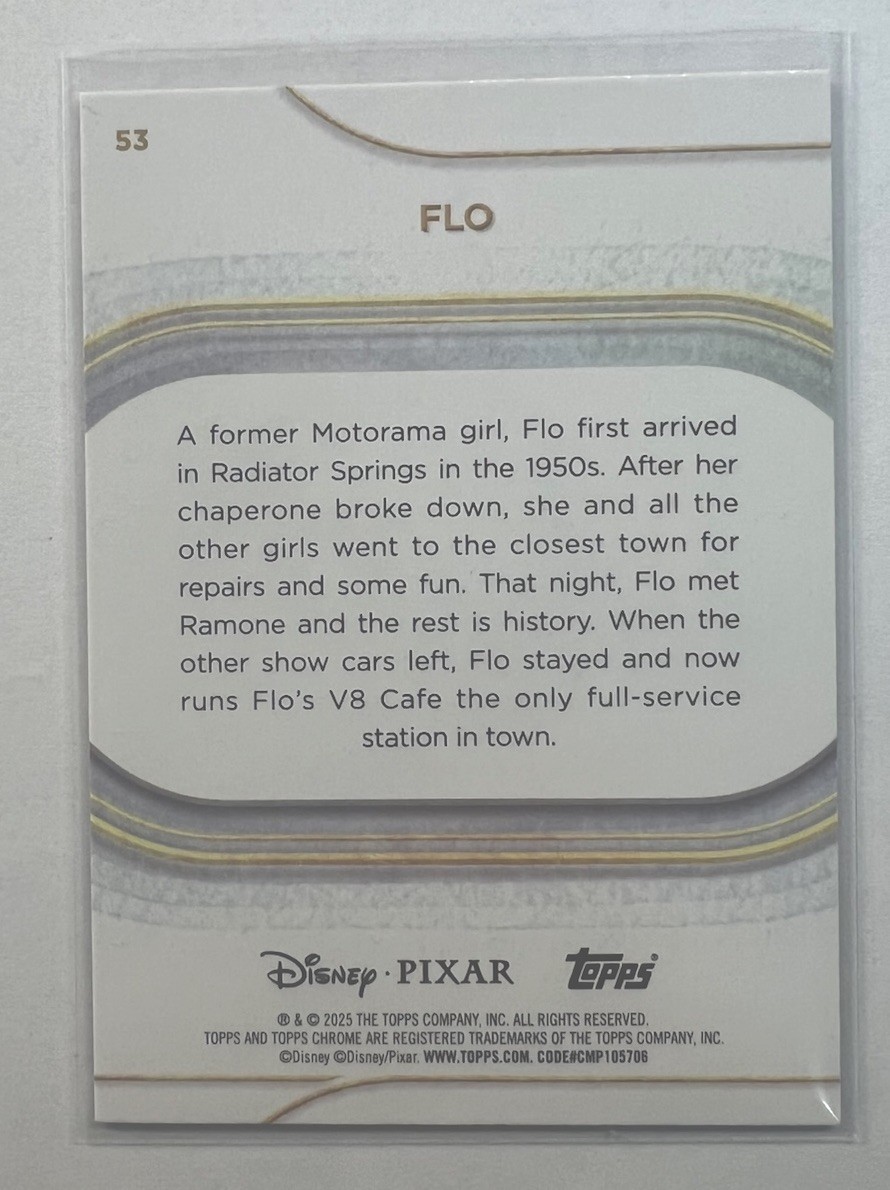 53
FLO
A former Motorama girl, Flo first arrived
in Radiator Springs in the 1950s. After her
chaperone broke down, she and all the
other girls went to the closest town for
repairs and some fun. That night, Flo met
Ramone and the rest is history. When the
other show cars left, Flo stayed and now
runs Flo's V8 Cafe the only full-service
station in town.
Disney · PIXAR topps®
® & © 2025 THE TOPPS COMPANY, INC. ALL RIGHTS RESERVED.
TOPPS AND TOPPS CHROME ARE REGISTERED TRADEMARKS OF THE TOPPS COMPANY, INC.
©Disney ©Disney/Pixar. WWW.TOPPS.COM. CODE#CMP105706